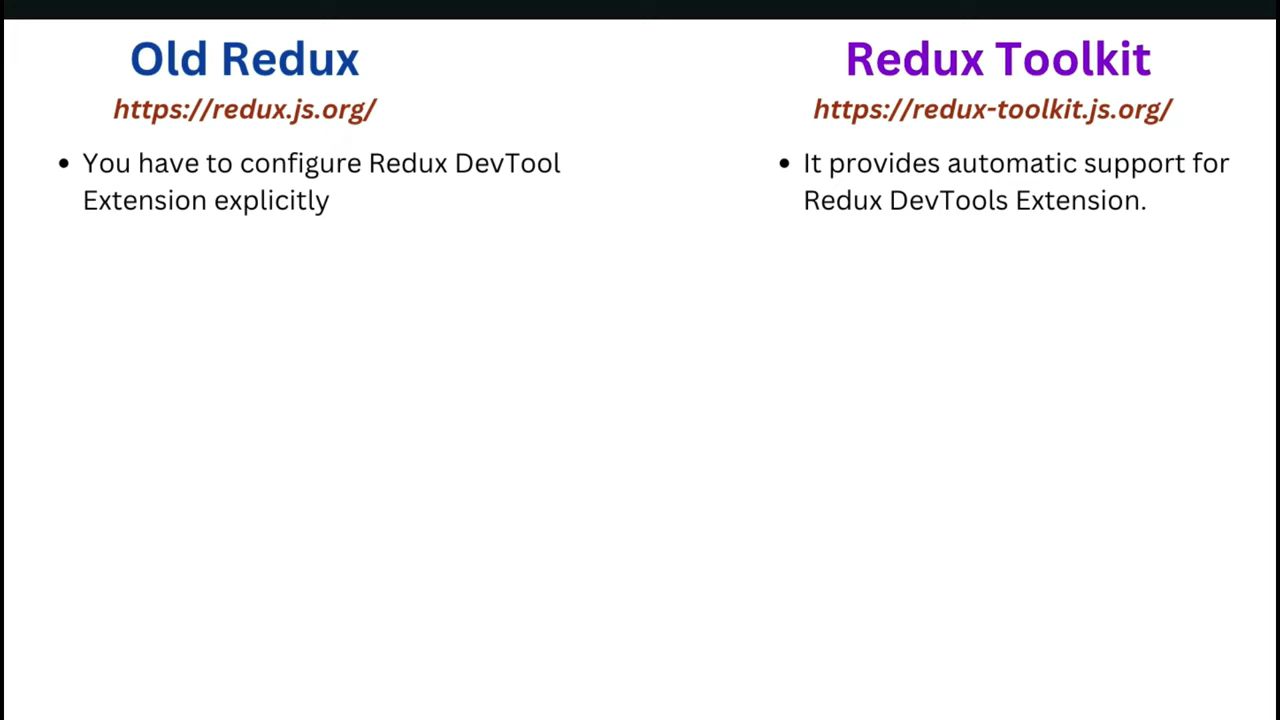 Old Redux
https://redux.js.org/
• You have to configure Redux DevTool
Extension explicitly
Redux Toolkit
https://redux-toolkit.js.org/
• It provides automatic support for
Redux DevTools Extension.